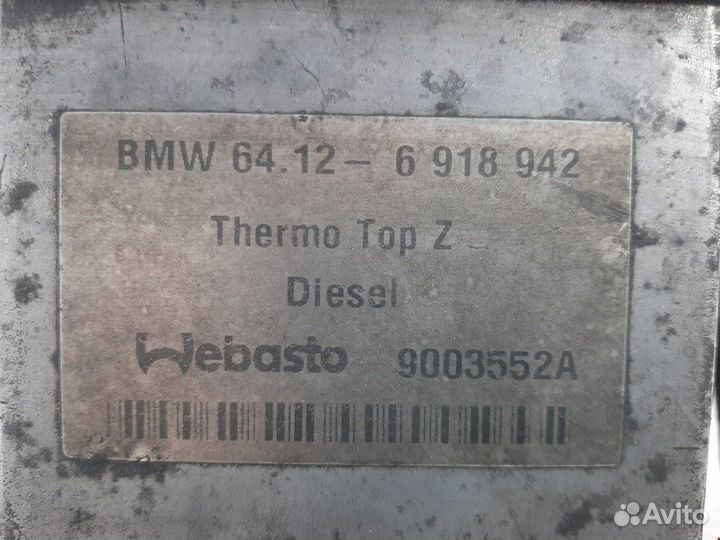 BMW 64.12- 6 918 942
Thermo Top Z
Diesel
Webasto 9003552A
Avito